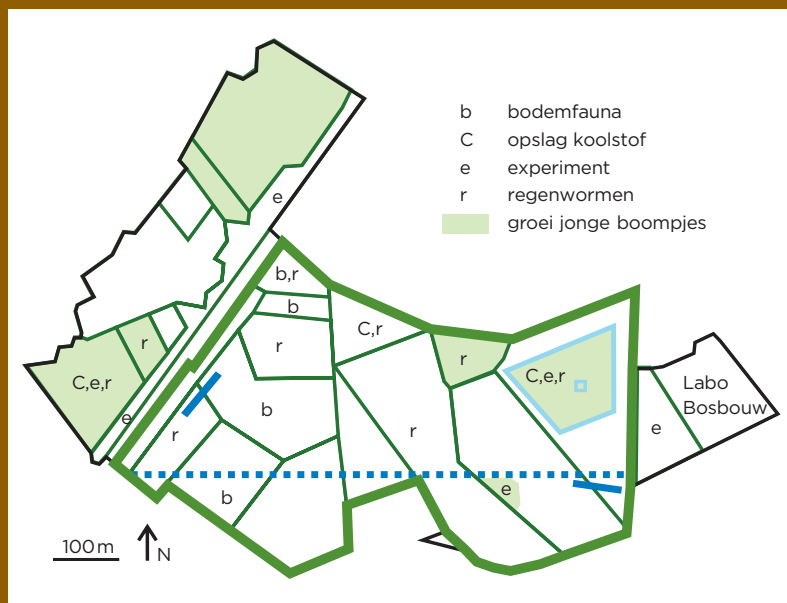 b bodemfauna
C opslag koolstof
e experiment
r regenwormen
groei jonge boompjes
e
b,r
b
C,r
r
r
r
C,e,r
C,e,r
Labo
Bosbouw
e
b
e
r
r
e
b
100 m
N